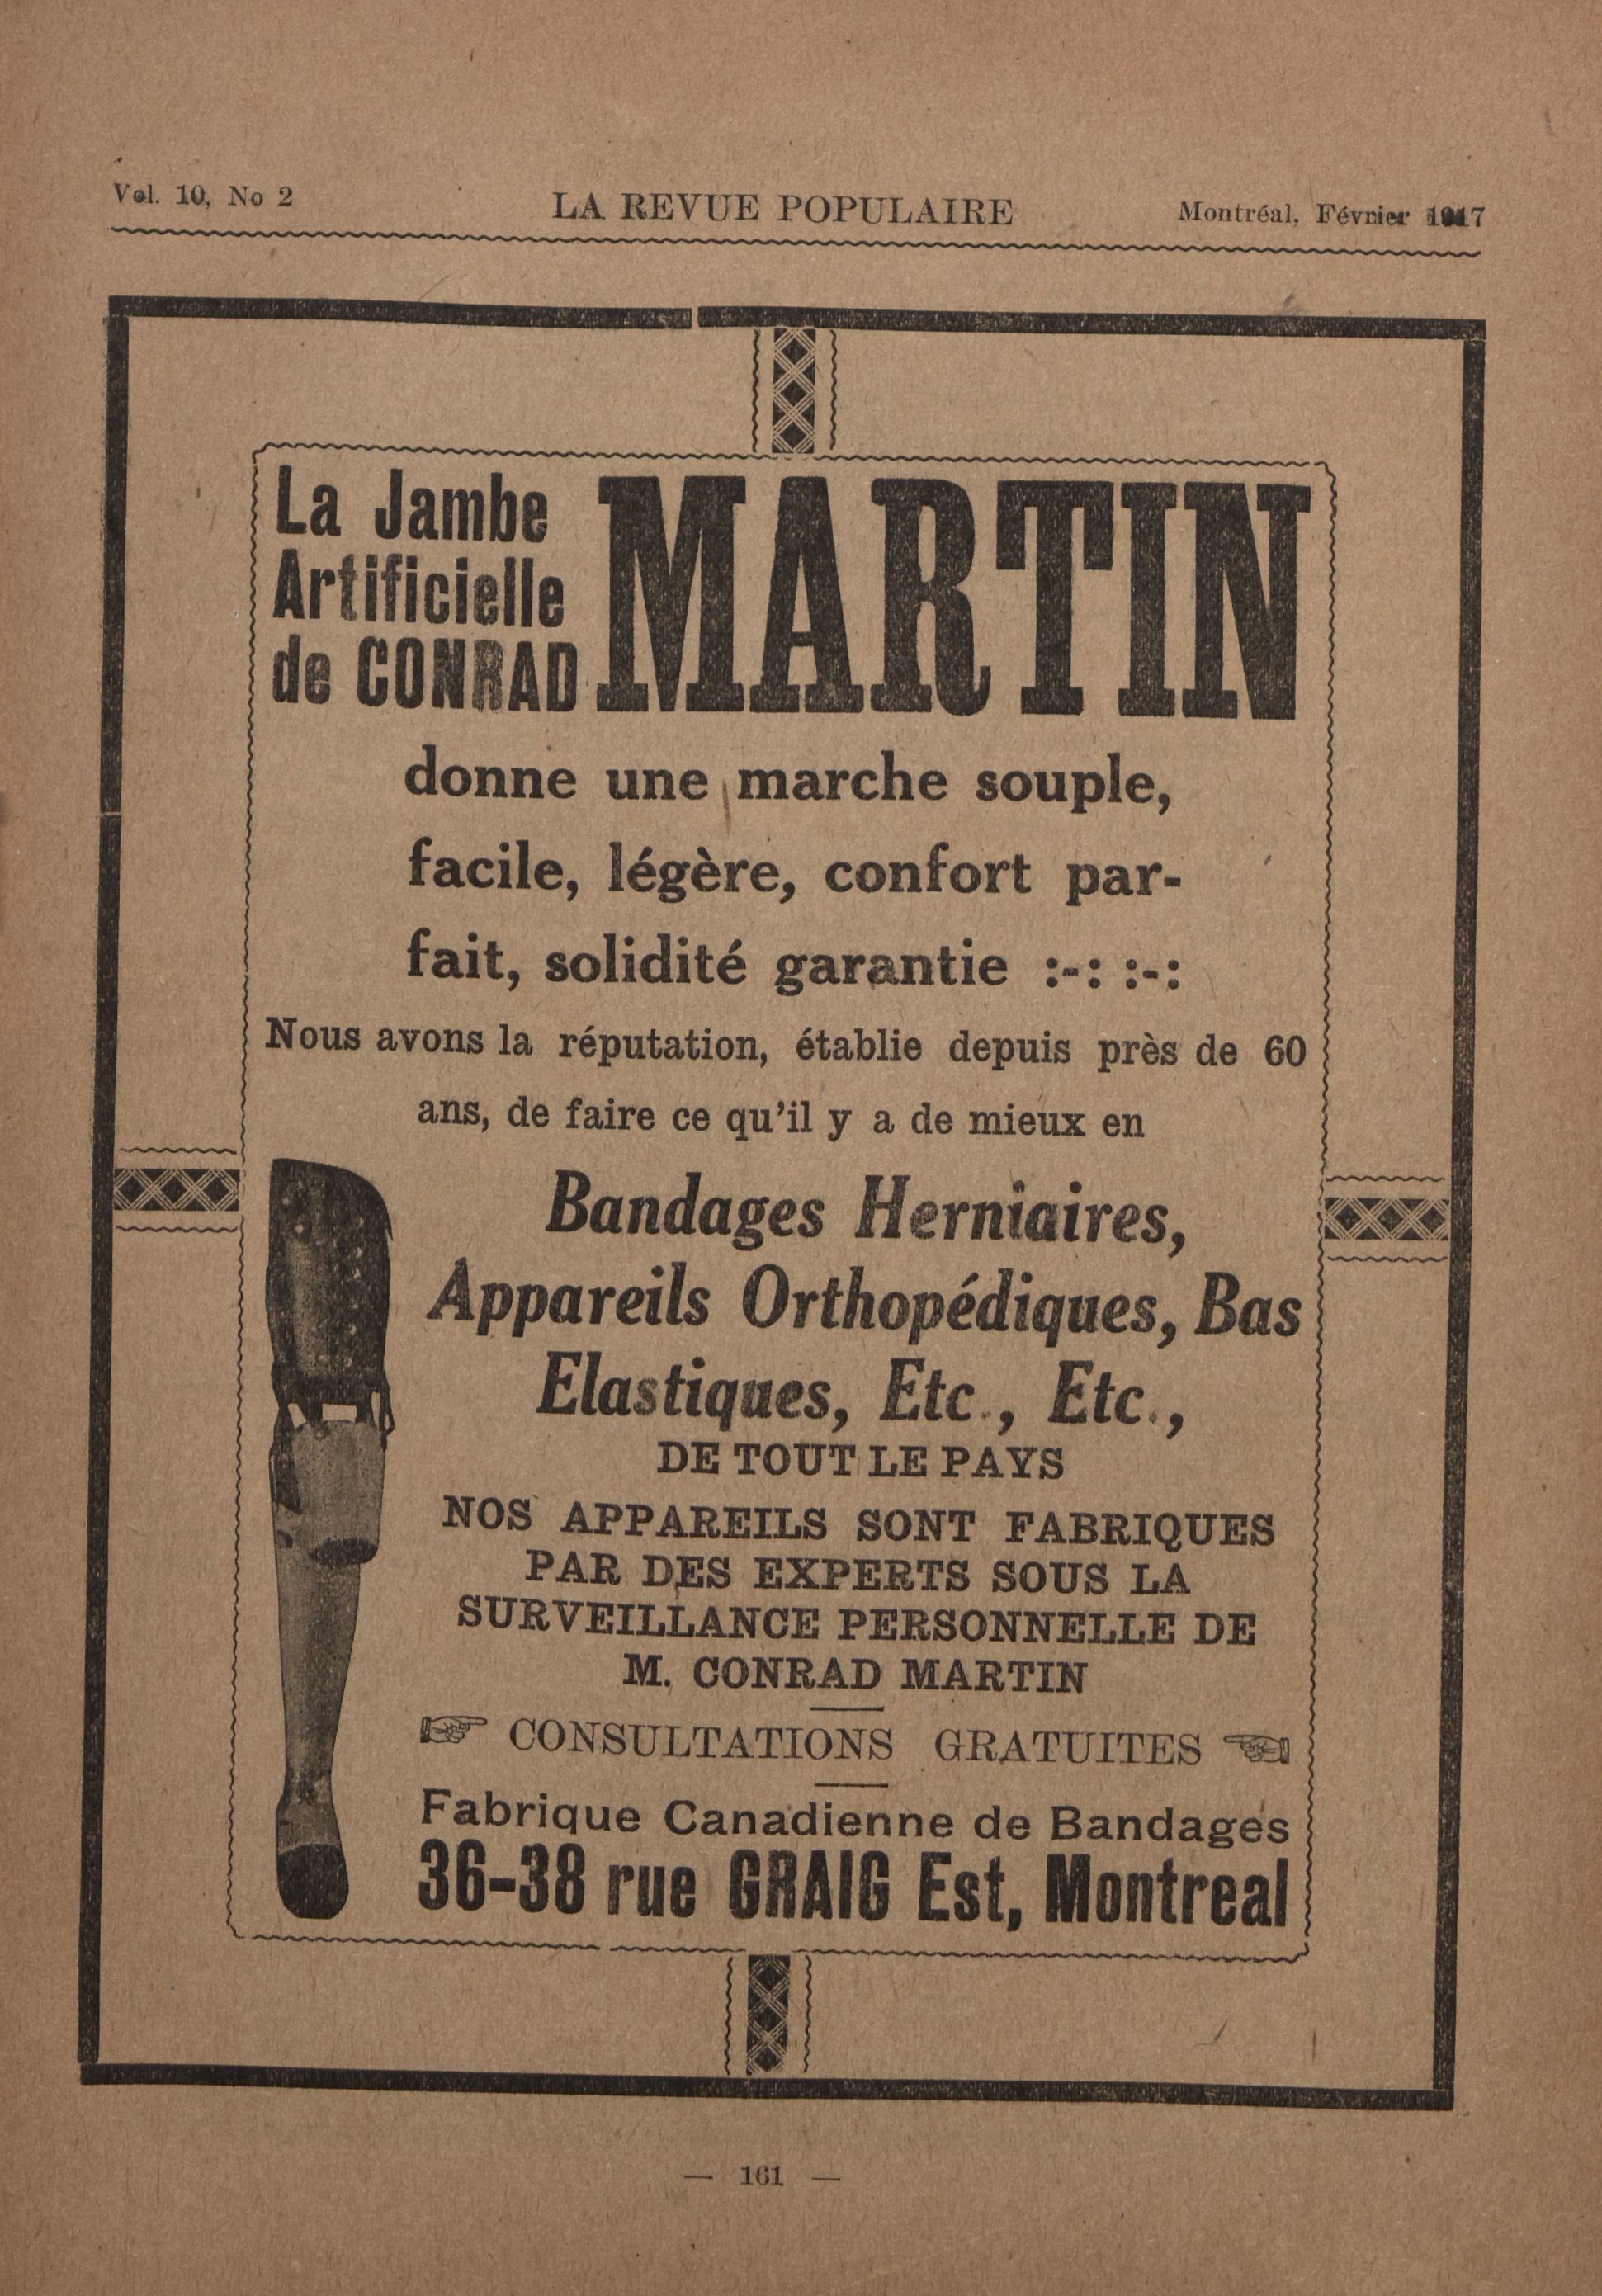 Vol. 10, No 2
LA REVUE POPULAIRE
Montréal, Février 1917
La Jambe
Artificielle
de CONRAD
MARTIN
donne une marche souple,
facile, légère, confort par-
fait, solidité garantie :-: :-:
Nous avons la réputation, établie depuis près de 60
ans, de faire ce qu'il y a de mieux en
Bandages Herniaires,
Appareils Orthopédiques, Bas
Elastiques, Etc., Etc.,
DE TOUT LE PAYS
NOS APPAREILS SONT FABRIQUES
PAR DES EXPERTS SOUS LA
SURVEILLANCE PERSONNELLE DE
M. CONRAD MARTIN
☞ CONSULTATIONS GRATUITES ☜
Fabrique Canadienne de Bandages
36-38 rue GRAIG Est, Montreal
— 161 —